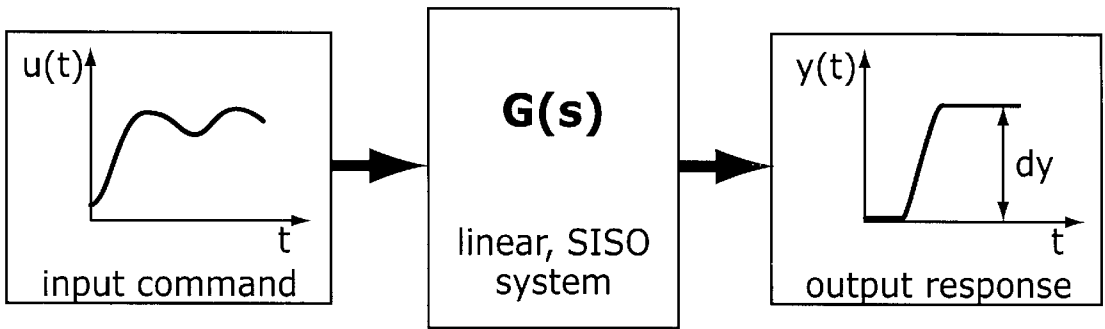 u(t)
t
input command
G(s)
linear, SISO
system
y(t)
dy
t
output response